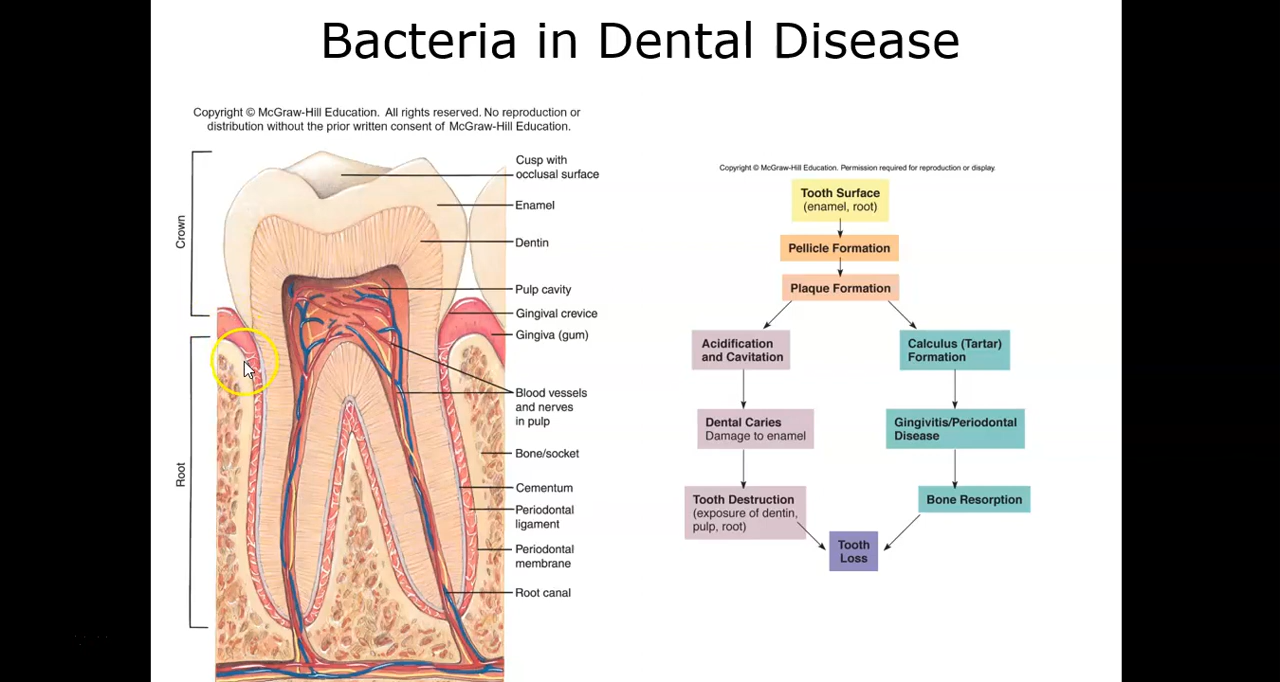 Bacteria in Dental Disease
Copyright © McGraw-Hill Education. All rights reserved. No reproduction or
distribution without the prior written consent of McGraw-Hill Education.
Crown
Root
Cusp with
occlusal surface
Enamel
Dentin
Pulp cavity
Gingival crevice
Gingiva (gum)
Blood vessels
and nerves
in pulp
Bone/socket
Cementum
Periodontal
ligament
Periodontal
membrane
Root canal
Copyright © McGraw-Hill Education. Permission required for reproduction or display.
Tooth Surface
(enamel, root)
Pellicle Formation
Plaque Formation
Acidification
and Cavitation
Dental Caries
Damage to enamel
Tooth Destruction
(exposure of dentin,
pulp, root)
Calculus (Tartar)
Formation
Gingivitis/Periodontal
Disease
Bone Resorption
Tooth
Loss